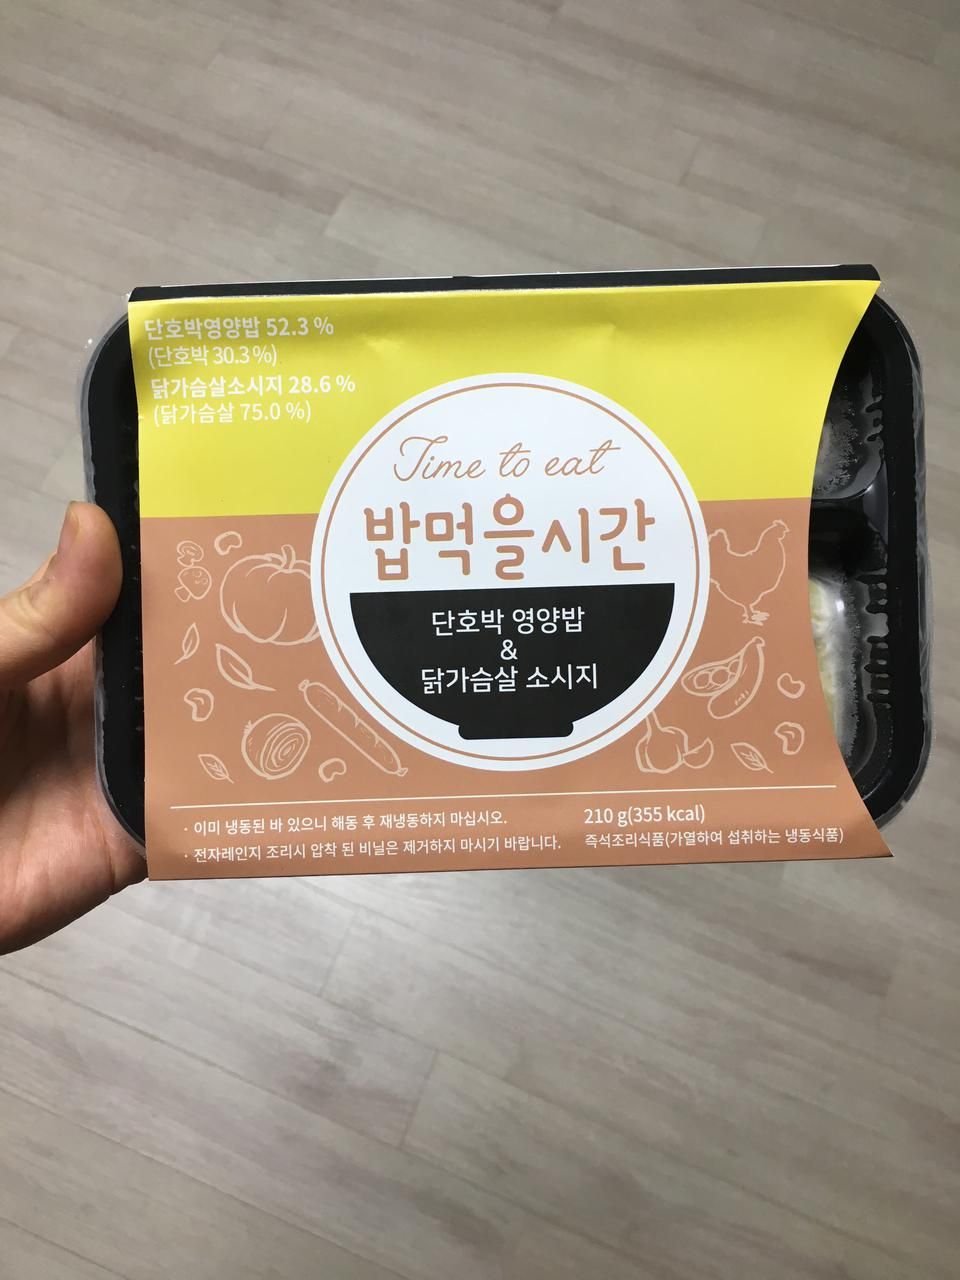 단호박영양밥 52.3 %
(단호박 30.3 %)
닭가슴살소시지 28.6 %
(닭가슴살 75.0 %)
Time to eat
밥먹을시간
단호박 영양밥
&
닭가슴살 소시지
· 이미 냉동된 바 있으니 해동 후 재냉동하지 마십시오.
· 전자레인지 조리시 압착 된 비닐은 제거하지 마시기 바랍니다.
210 g(355 kcal)
즉석조리식품(가열하여 섭취하는 냉동식품)